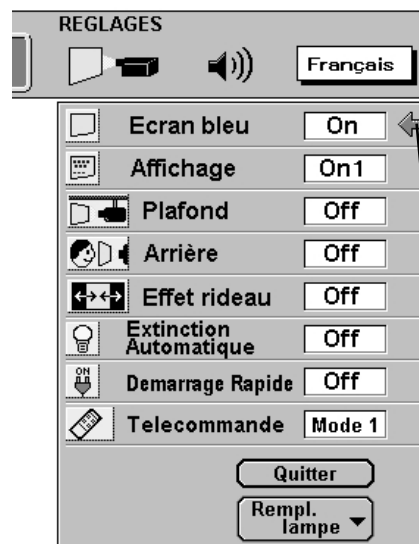 REGLAGES
Français
Ecran bleu On
Affichage On1
Plafond Off
Arrière Off
Effet rideau Off
Extinction
Automatique Off
ON
Demarrage Rapide Off
Telecommande Mode 1
Quitter
Rempl.
lampe